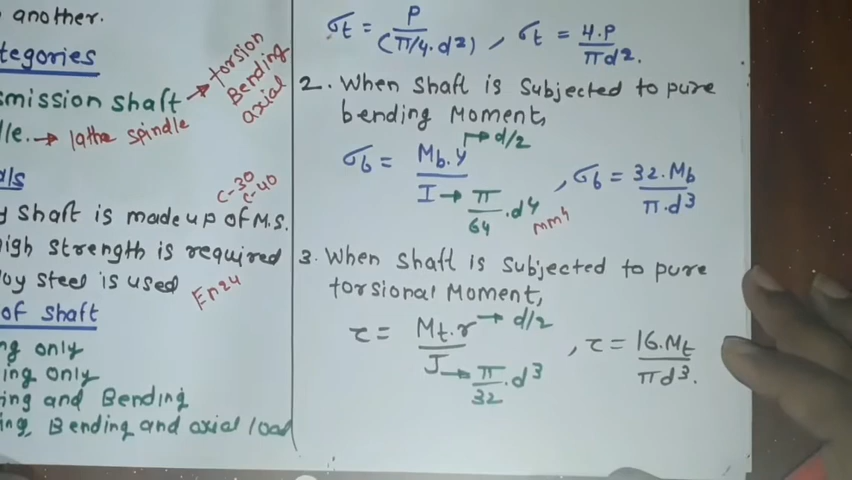 another.
tegories
smission shaft → torsion
Bending
axial
le. → lathe spindle
ls
C-30
C-40
shaft is made up of M.S.
high strength is required
loy steel is used
En24
of shaft
ng only
ing only
ing and Bending
ing, Bending and axial load
σt = P / (π/4.d²) , σt = 4.P / πd².
2. When shaft is subjected to pure
bending Moment,
σb = Mb.y → d/2 / I → π/64 .d⁴ mm⁴ , σb = 32.Mb / π.d³
3. When shaft is subjected to pure
torsional Moment,
τ = Mt.r → d/2 / J → π/32 .d³ , τ = 16.Mt / πd³.